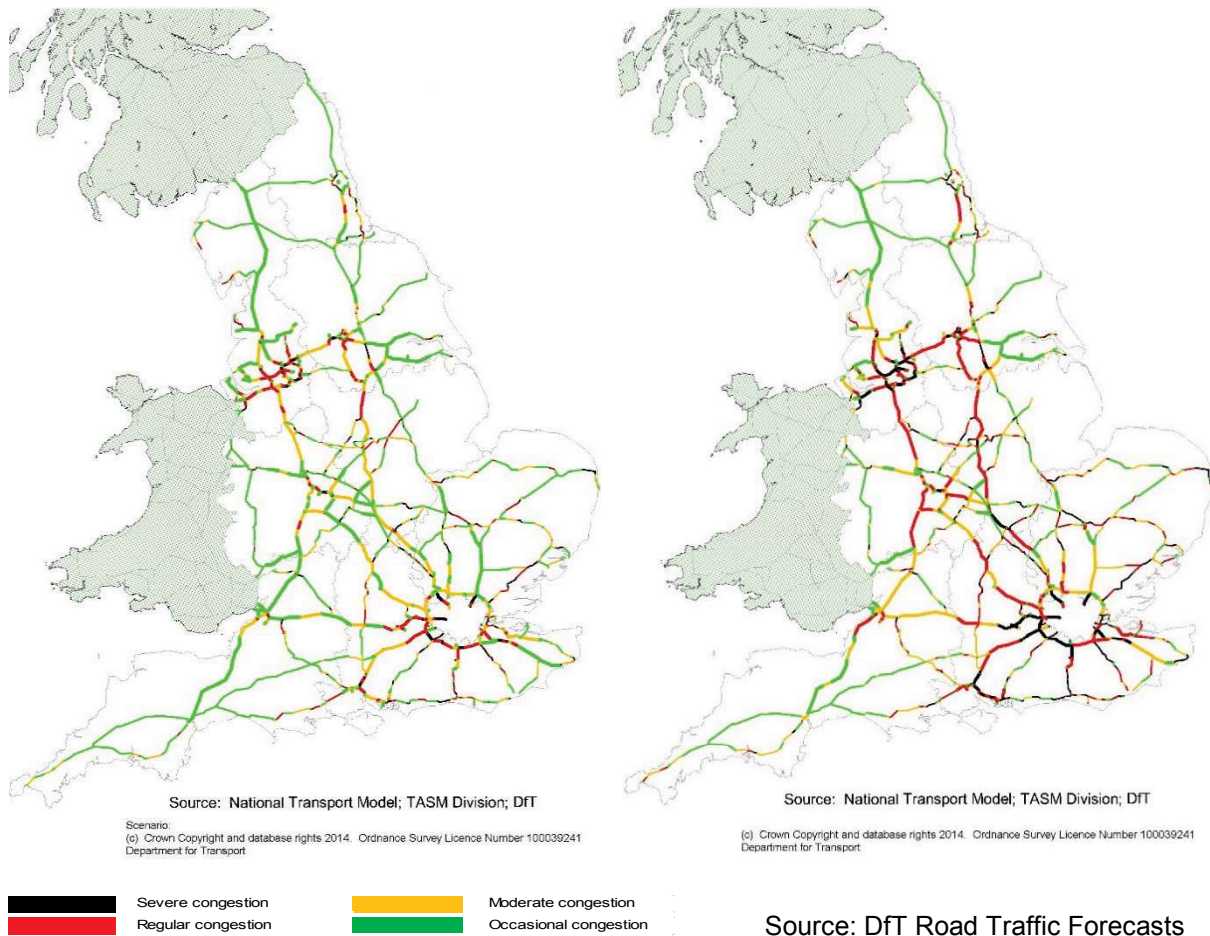 Source: National Transport Model; TASM Division; DfT
Scenario:
(c) Crown Copyright and database rights 2014. Ordnance Survey Licence Number 100039241
Department for Transport
Source: National Transport Model; TASM Division; DfT
(c) Crown Copyright and database rights 2014. Ordnance Survey Licence Number 100039241
Department for Transport
Severe congestion
Moderate congestion
Regular congestion
Occasional congestion
Source: DfT Road Traffic Forecasts